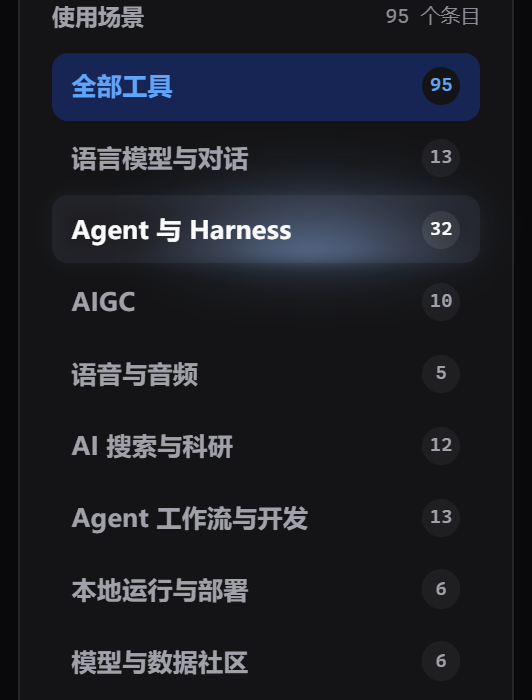 使用场景 95 个条目
全部工具 95
语言模型与对话 13
Agent 与 Harness 32
AIGC 10
语音与音频 5
AI 搜索与科研 12
Agent 工作流与开发 13
本地运行与部署 6
模型与数据社区 6